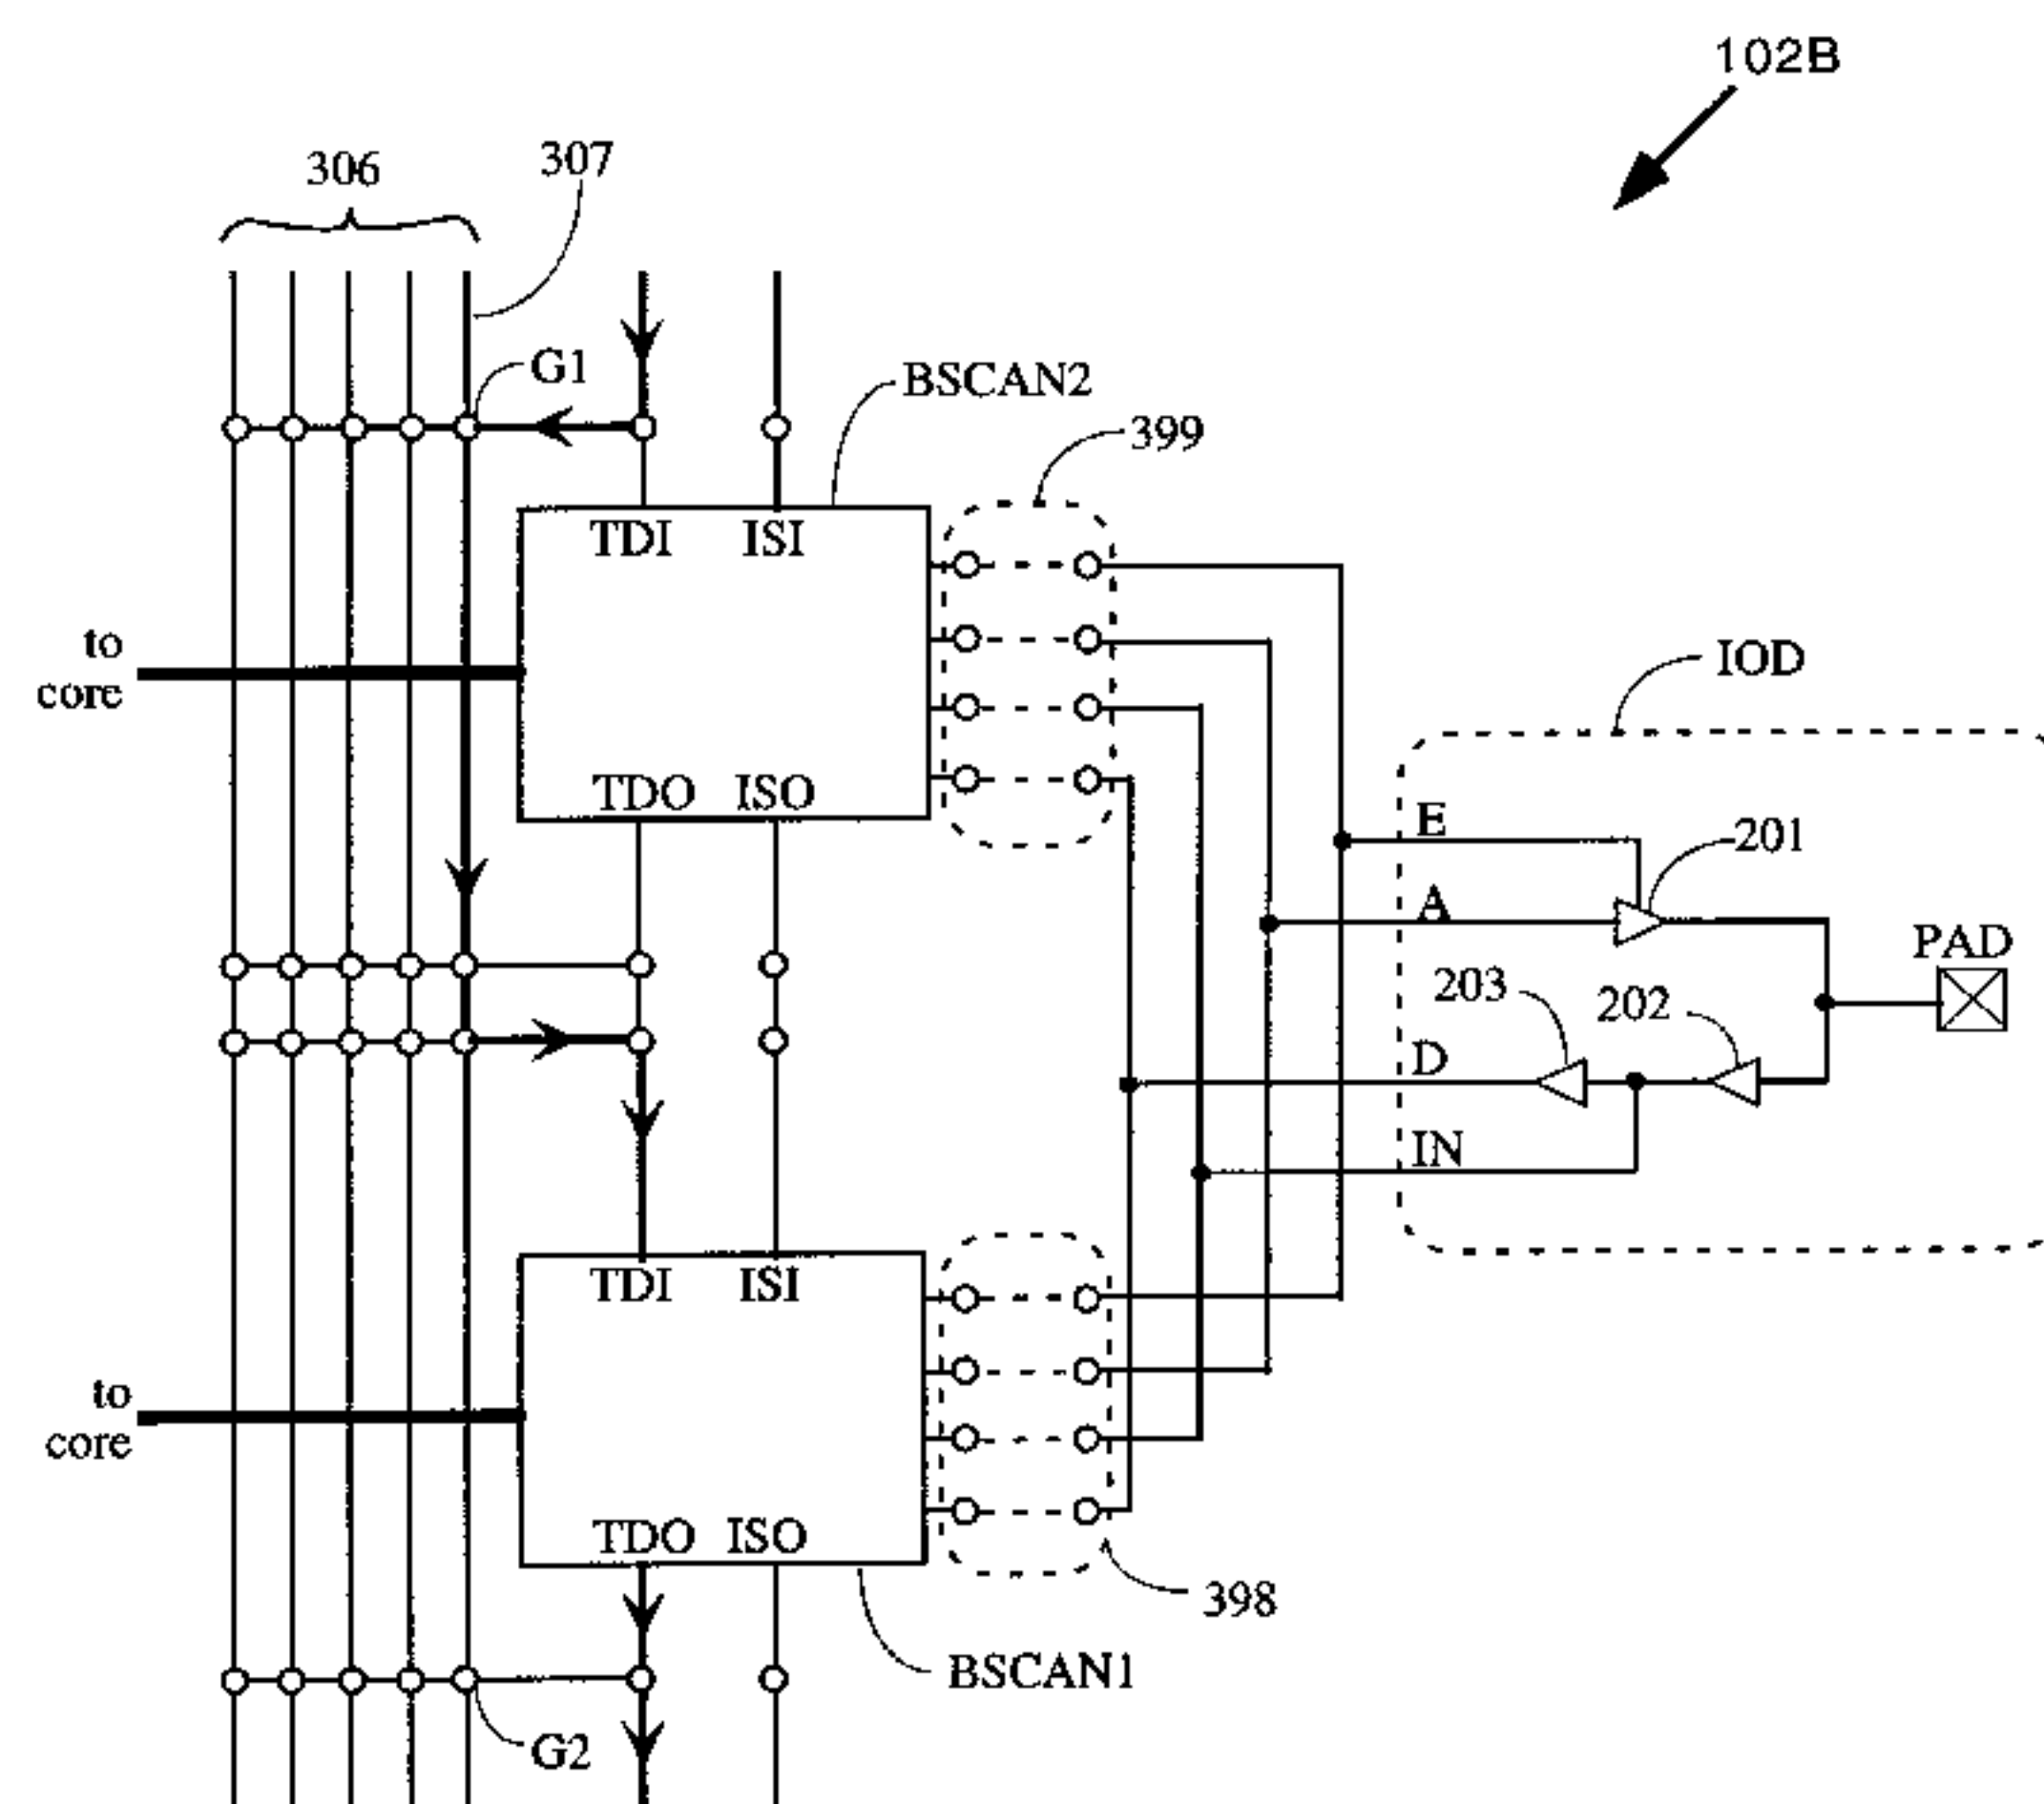 102B
306
307
G1
BSCAN2
399
TDI ISI
to
core
IOD
TDO ISO
E
201
A
PAD
203
202
D
IN
TDI ISI
to
core
TDO ISO
398
BSCAN1
G2